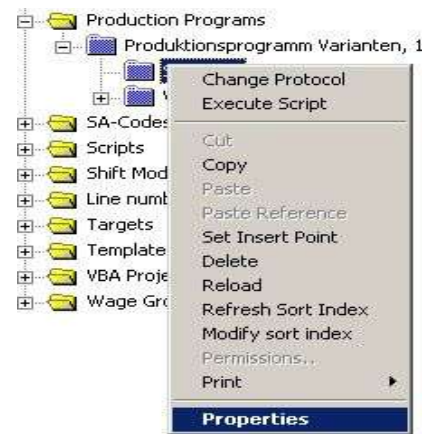 Production Programs
Produktionsprogramm Varianten, 1
Change Protocol
Execute Script
SA-Codes
Cut
Scripts
Copy
Shift Mod
Paste
Line numb
Paste Reference
Targets
Set Insert Point
Template
Delete
VBA Proje
Reload
Wage Gro
Refresh Sort Index
Modify sort index
Permissions..
Print
Properties